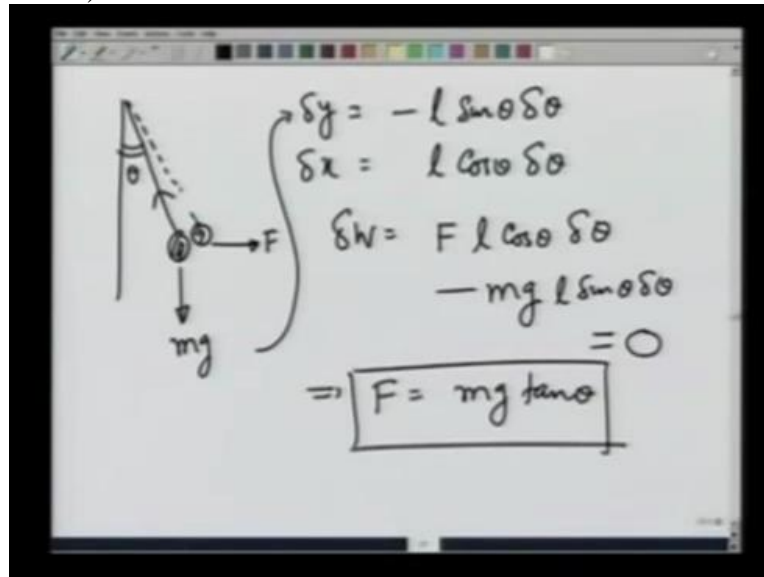 δy = - l sinθ δθ
δx = l cosθ δθ
θ
F
δW = F l cosθ δθ
- mg l sinθ δθ
mg
= 0
⇒ F = mg tanθ